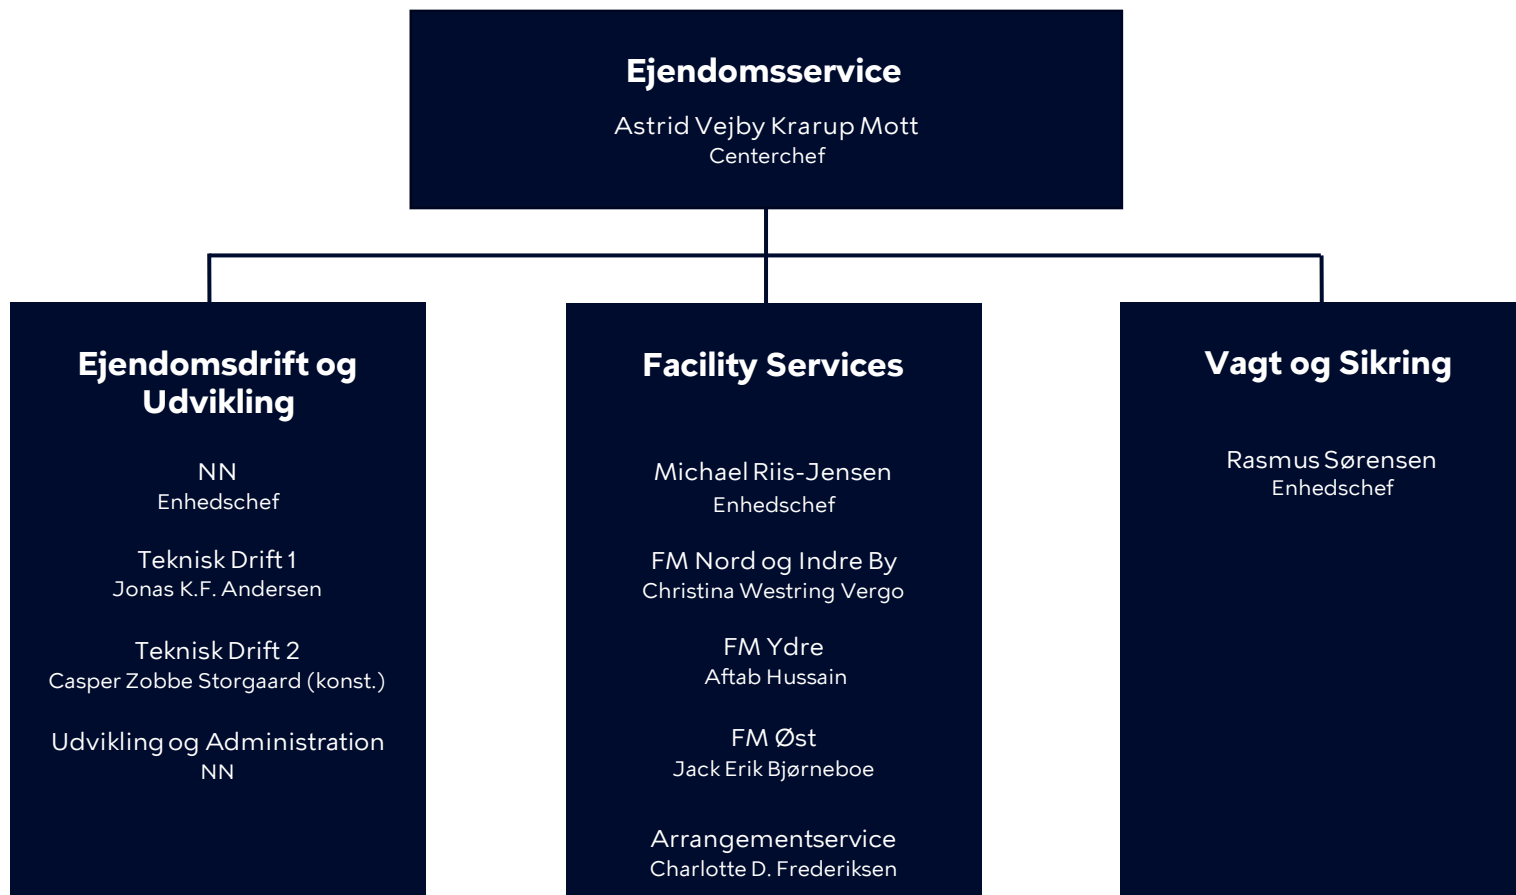 Ejendomsservice
Astrid Vejby Krarup Mott
Centerchef
Ejendomsdrift og
Udvikling
NN
Enhedschef
Teknisk Drift 1
Jonas K.F. Andersen
Teknisk Drift 2
Casper Zobbe Storgaard (konst.)
Udvikling og Administration
NN
Facility Services
Michael Riis-Jensen
Enhedschef
FM Nord og Indre By
Christina Westring Vergo
FM Ydre
Aftab Hussain
FM Øst
Jack Erik Bjørneboe
Arrangementservice
Charlotte D. Frederiksen
Vagt og Sikring
Rasmus Sørensen
Enhedschef